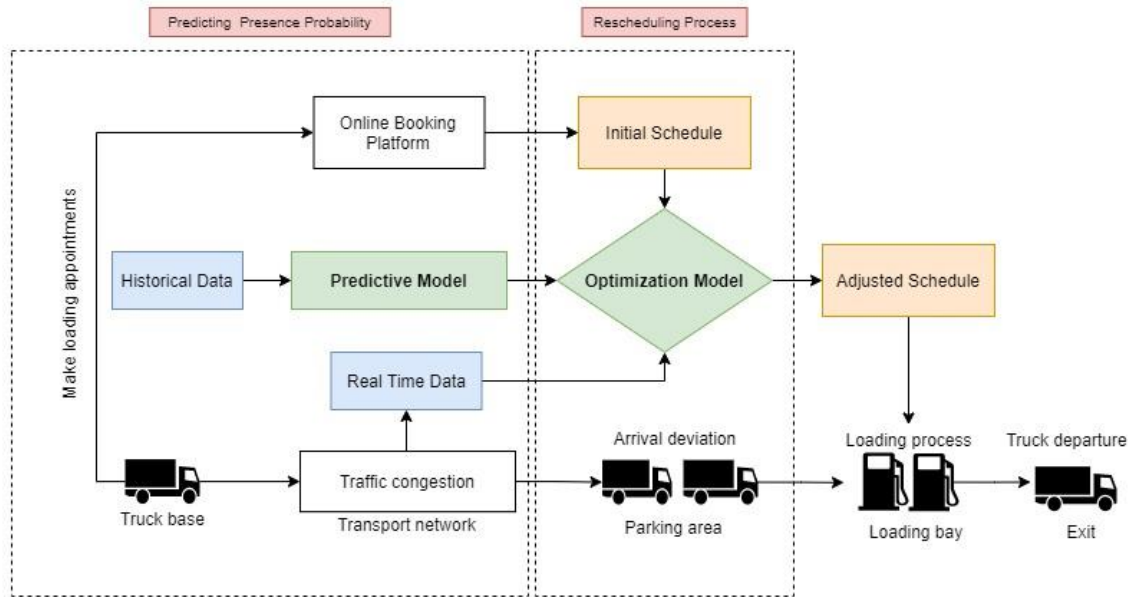 Predicting Presence Probability
Rescheduling Process
Make loading appointments
Online Booking
Platform
Initial Schedule
Historical Data
Predictive Model
Optimization Model
Adjusted Schedule
Real Time Data
Arrival deviation
Loading process
Truck departure
Traffic congestion
Truck base
Transport network
Parking area
Loading bay
Exit